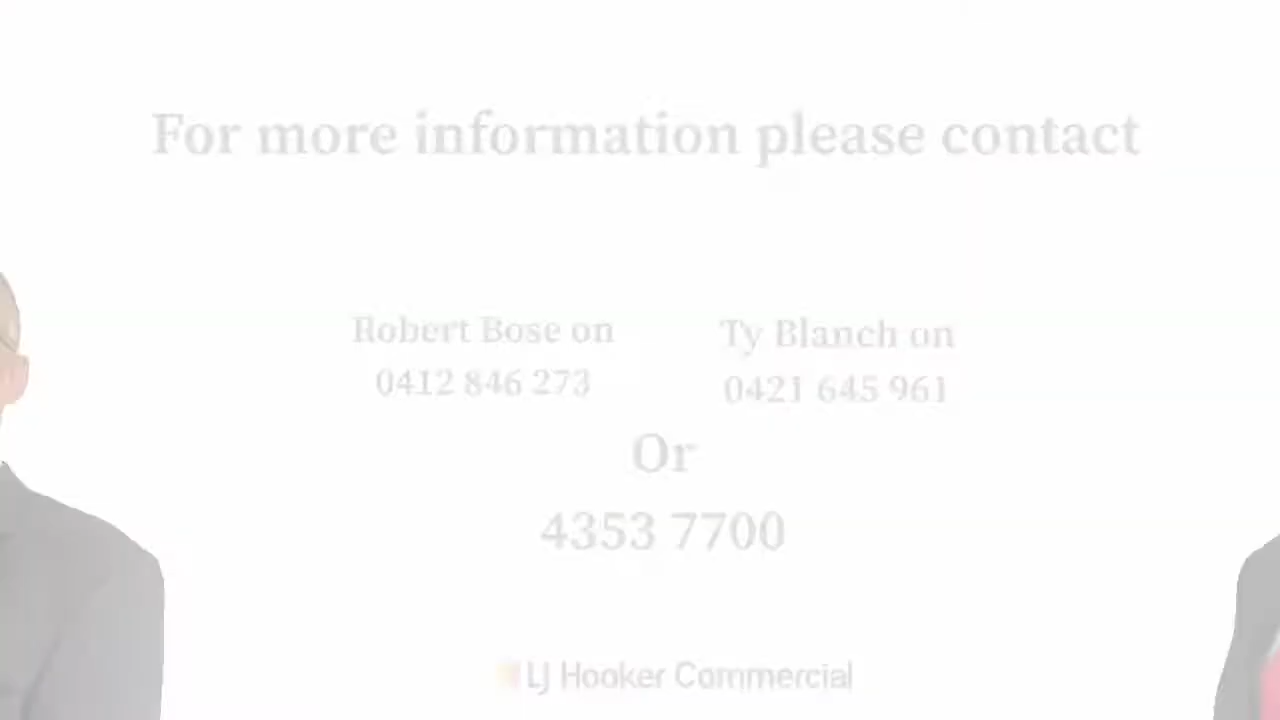 For more information please contact
Robert Bose on
0412 846 273
Ty Blanch on
0421 645 961
Or
4353 7700
LJ Hooker Commercial